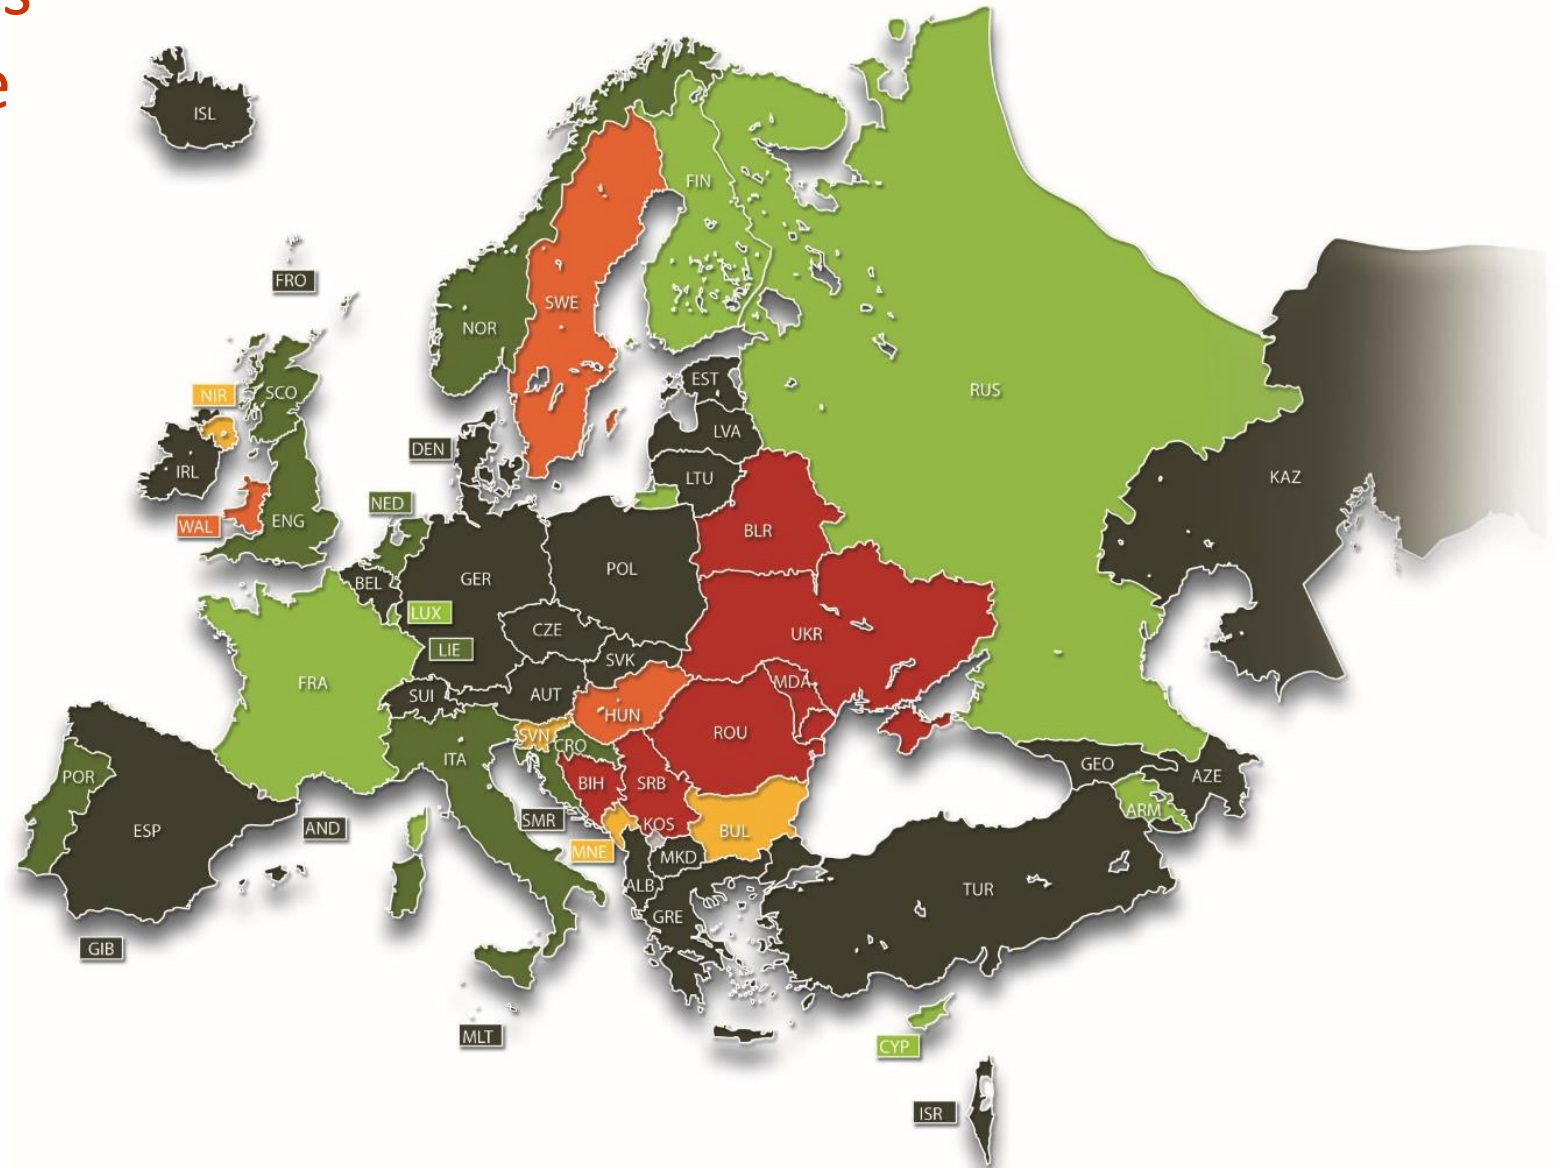 s
e
ISL
FIN
FRO
SWE
NOR
RUS
EST
NIR
SCO
LVA
DEN
IRL
LTU
KAZ
NED
WAL
ENG
BLR
POL
GER
BEL
LUX
CZE
UKR
LIE
SVK
FRA
SUI
AUT
MDA
HUN
ROU
SVN
CRO
ITA
GEO
POR
AZE
BIH
SRB
ARM
SMR
KOS
AND
ESP
BUL
MNE
MKD
ALB
TUR
GRE
GIB
MLT
CYP
ISR